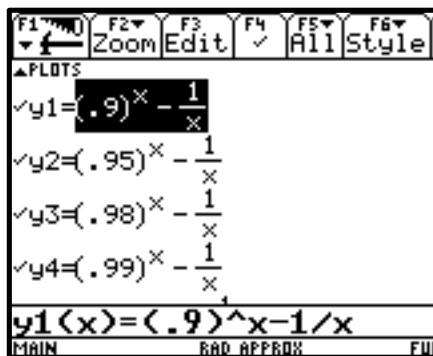 F1 F2 Zoom F3 Edit F4 ✓ F5 All F6 Style
▲PLOTS
✓y1=(.9)^x - 1/x
✓y2=(.95)^x - 1/x
✓y3=(.98)^x - 1/x
✓y4=(.99)^x - 1/x
y1(x)=(.9)^x-1/x
MAIN RAD APPROX FU